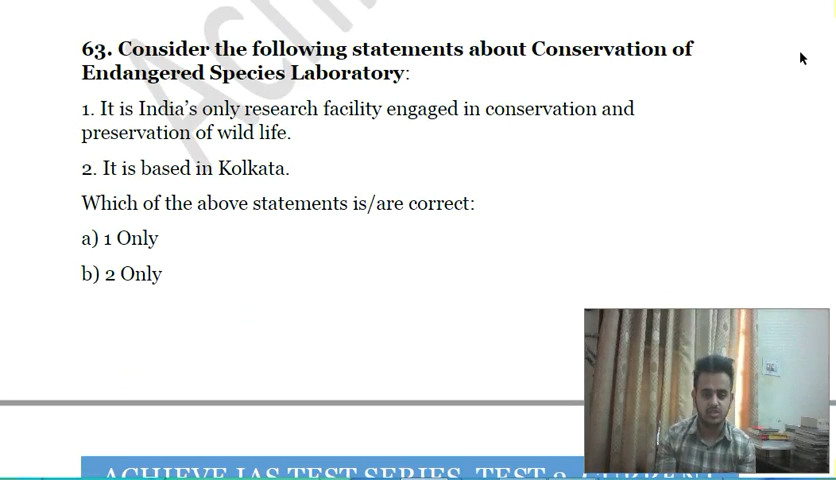 63. Consider the following statements about Conservation of
Endangered Species Laboratory:
1. It is India's only research facility engaged in conservation and
preservation of wild life.
2. It is based in Kolkata.
Which of the above statements is/are correct:
a) 1 Only
b) 2 Only
ACHIEVE IAS TEST SERIES, TEST